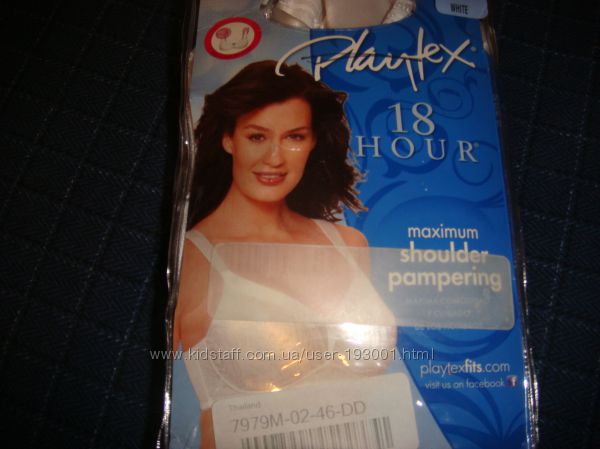 WHITE
Playtex
18
HOUR
maximum
shoulder
pampering
playtexfits.com
visit us on facebook f
www.kidstaff.com.ua/user-193001.html
Thailand
7979M-02-46-DD